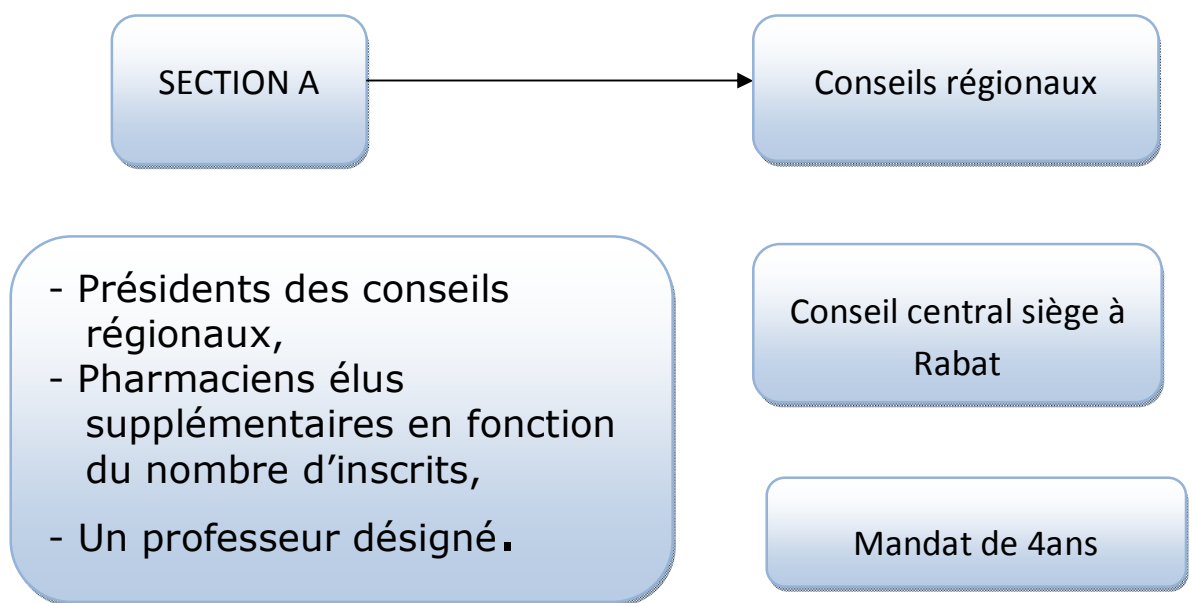 SECTION A
Conseils régionaux
- Présidents des conseils
régionaux,
- Pharmaciens élus
supplémentaires en fonction
du nombre d’inscrits,
- Un professeur désigné.
Conseil central siège à
Rabat
Mandat de 4ans